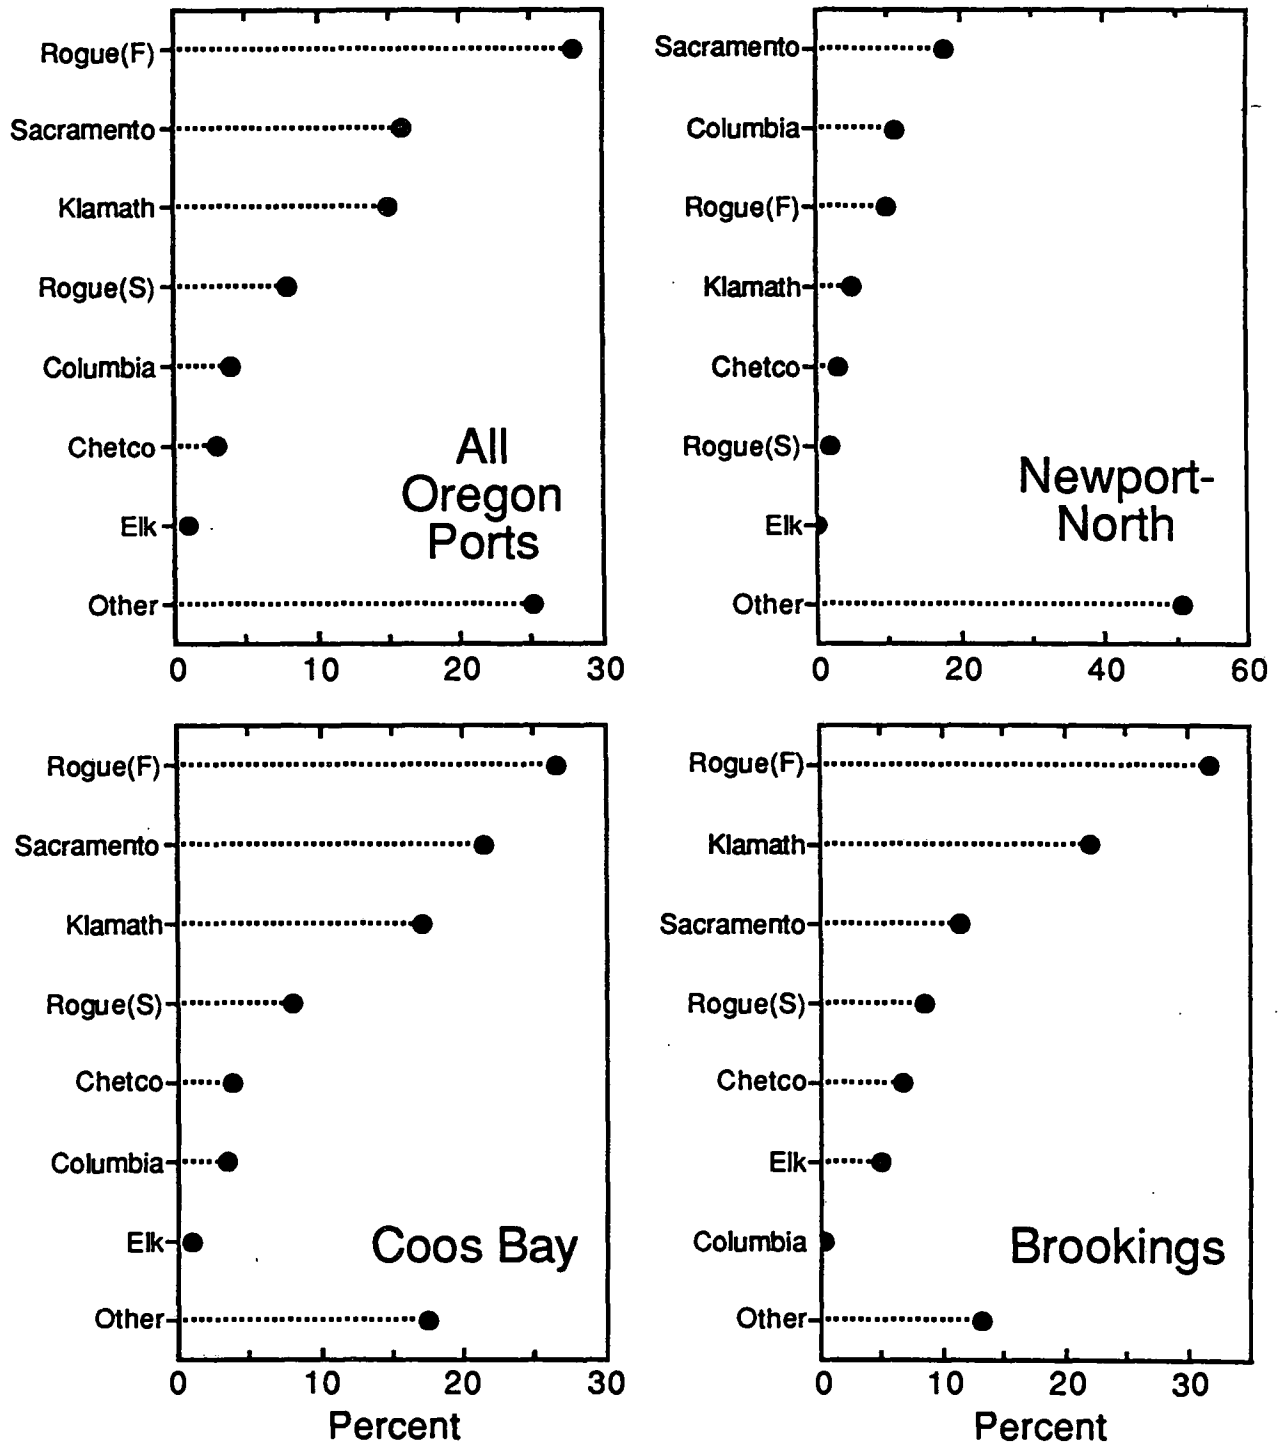 Rogue(F)
Sacramento
Klamath
Rogue(S)
Columbia
Chetco
Elk
Other
All
Oregon
Ports
0 10 20 30
Sacramento
Columbia
Rogue(F)
Klamath
Chetco
Rogue(S)
Elk
Other
Newport-
North
0 20 40 60
Rogue(F)
Sacramento
Klamath
Rogue(S)
Chetco
Columbia
Elk
Other
Coos Bay
0 10 20 30
Percent
Rogue(F)
Klamath
Sacramento
Rogue(S)
Chetco
Elk
Columbia
Other
Brookings
0 10 20 30
Percent